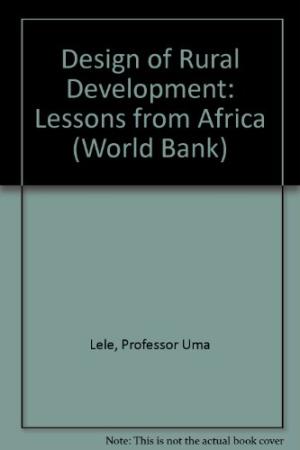 Design of Rural
Development:
Lessons from Africa
(World Bank)
Lele, Professor Uma
Note: This is not the actual book cover